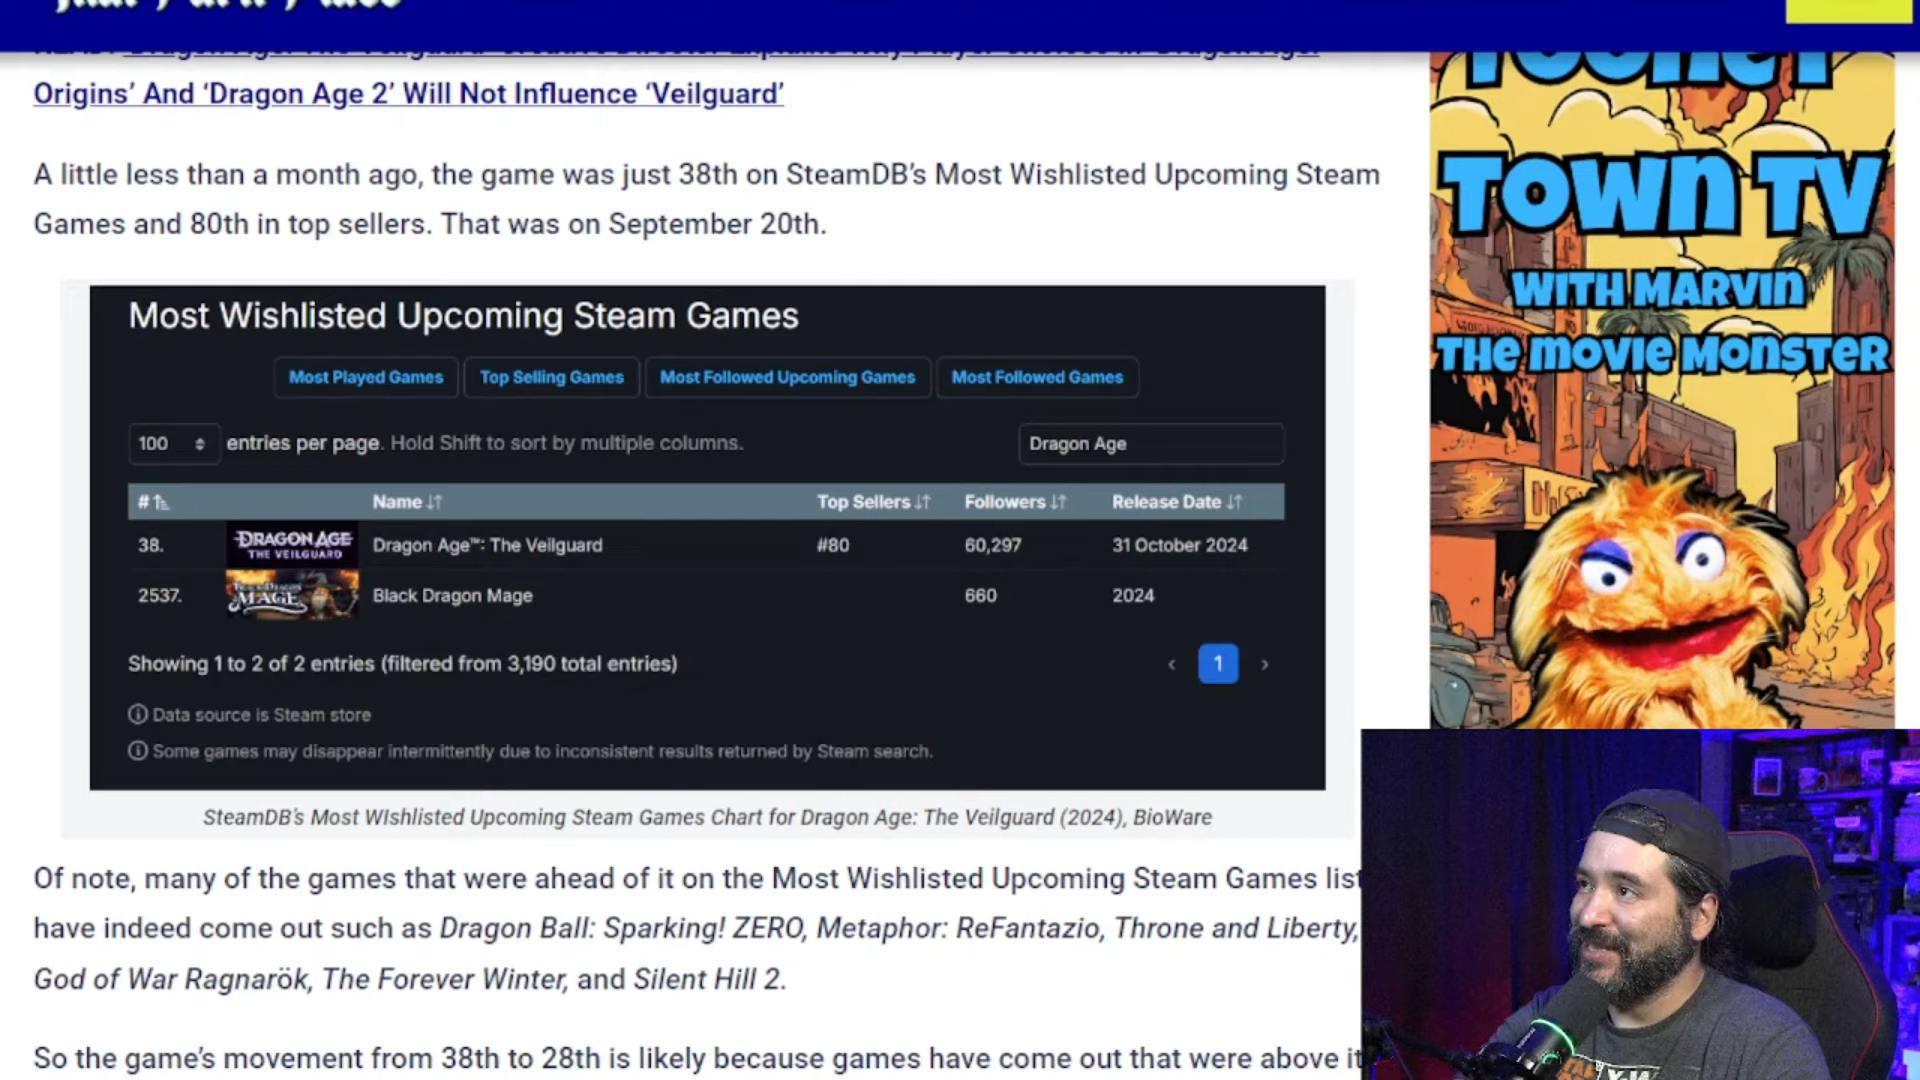 Origins’ And ‘Dragon Age 2’ Will Not Influence ‘Veilguard’
A little less than a month ago, the game was just 38th on SteamDB’s Most Wishlisted Upcoming Steam
Games and 80th in top sellers. That was on September 20th.
Most Wishlisted Upcoming Steam Games
Most Played Games Top Selling Games Most Followed Upcoming Games Most Followed Games
100 entries per page. Hold Shift to sort by multiple columns. Dragon Age
# Name Top Sellers Followers Release Date
38. DRAGON AGE THE VEILGUARD Dragon Age™: The Veilguard #80 60,297 31 October 2024
2537. BLACK DRAGON MAGE Black Dragon Mage 660 2024
Showing 1 to 2 of 2 entries (filtered from 3,190 total entries)
‹ 1 ›
Data source is Steam store
Some games may disappear intermittently due to inconsistent results returned by Steam search.
SteamDB’s Most WIshlisted Upcoming Steam Games Chart for Dragon Age: The Veilguard (2024), BioWare
Of note, many of the games that were ahead of it on the Most Wishlisted Upcoming Steam Games list
have indeed come out such as Dragon Ball: Sparking! ZERO, Metaphor: ReFantazio, Throne and Liberty,
God of War Ragnarök, The Forever Winter, and Silent Hill 2.
So the game’s movement from 38th to 28th is likely because games have come out that were above it
TOWN TV
WITH MARVIN
THE MOVIE MONSTER